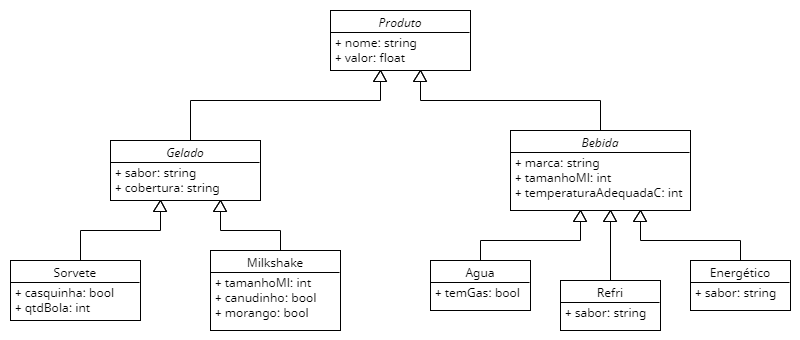 Produto
+ nome: string
+ valor: float
Gelado
+ sabor: string
+ cobertura: string
Bebida
+ marca: string
+ tamanhoMl: int
+ temperaturaAdequadaC: int
Sorvete
+ casquinha: bool
+ qtdBola: int
Milkshake
+ tamanhoMl: int
+ canudinho: bool
+ morango: bool
Agua
+ temGas: bool
Refri
+ sabor: string
Energético
+ sabor: string